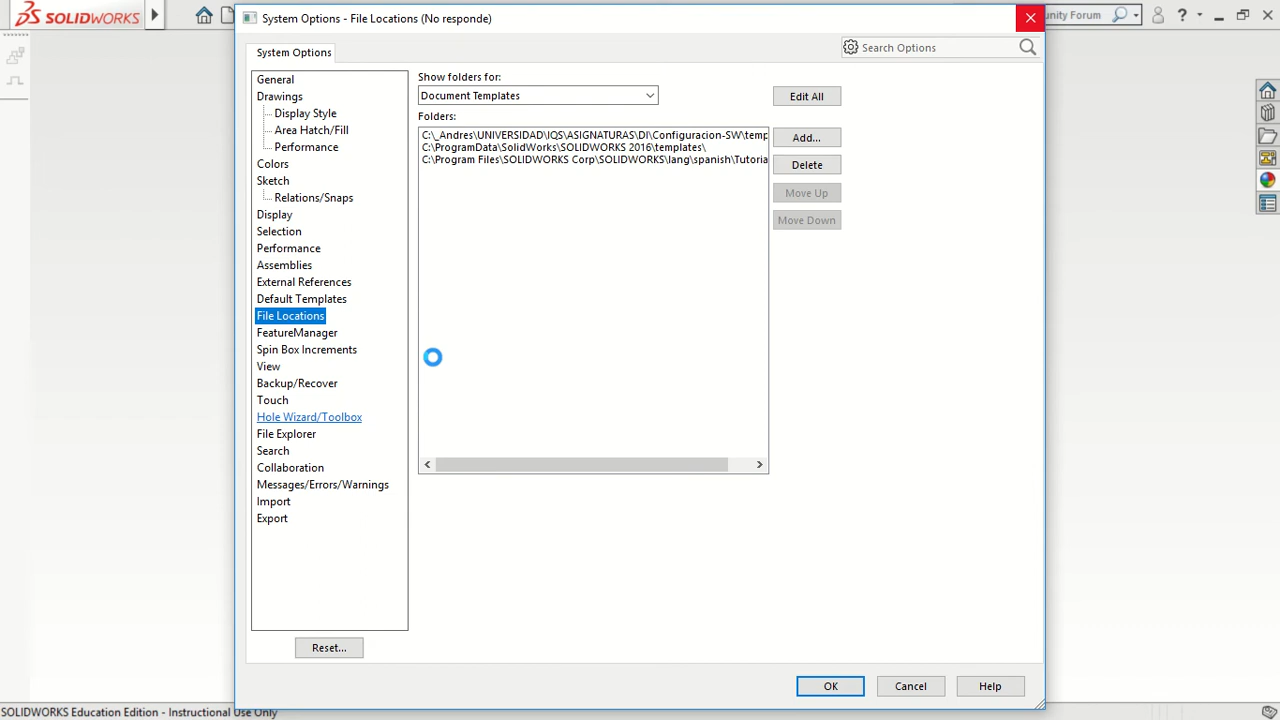 SOLIDWORKS
System Options - File Locations (No responde)
unity Forum
System Options
Search Options
General
Drawings
Display Style
Area Hatch/Fill
Performance
Colors
Sketch
Relations/Snaps
Display
Selection
Performance
Assemblies
External References
Default Templates
File Locations
FeatureManager
Spin Box Increments
View
Backup/Recover
Touch
Hole Wizard/Toolbox
File Explorer
Search
Collaboration
Messages/Errors/Warnings
Import
Export
Reset...
Show folders for:
Document Templates
Folders:
C:\_Andres\UNIVERSIDAD\IQS\ASIGNATURAS\DI\Configuracion-SW\temp
C:\ProgramData\SolidWorks\SOLIDWORKS 2016\templates\
C:\Program Files\SOLIDWORKS Corp\SOLIDWORKS\lang\spanish\Tutoria
Edit All
Add...
Delete
Move Up
Move Down
OK
Cancel
Help
SOLIDWORKS Education Edition - Instructional Use Only